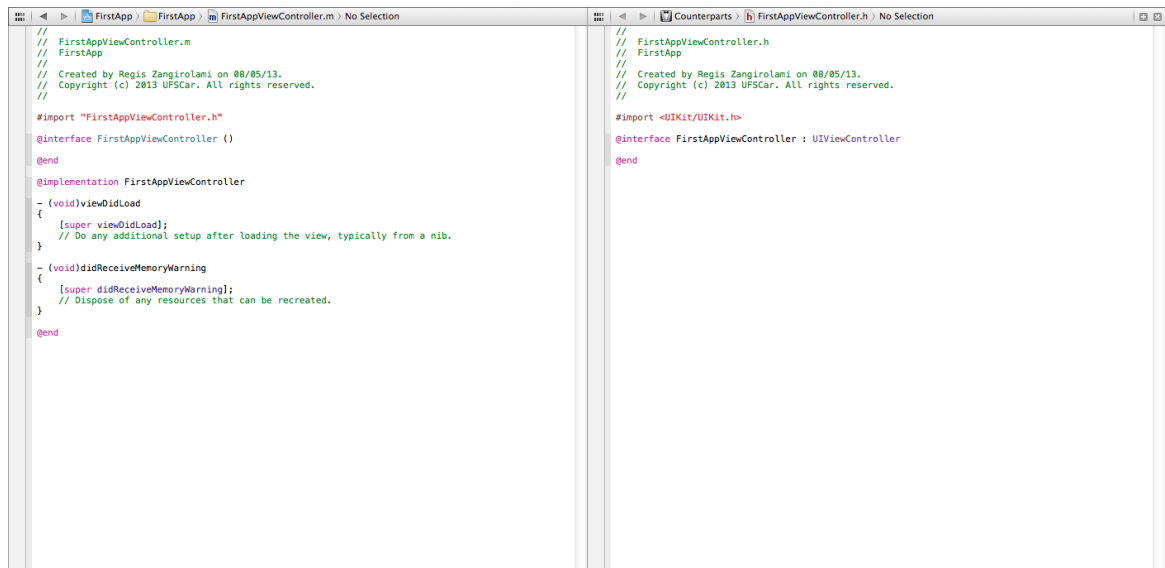 FirstApp 〉 FirstApp 〉 m FirstAppViewController.m 〉 No Selection
//
//  FirstAppViewController.m
//  FirstApp
//
//  Created by Regis Zangirolami on 08/05/13.
//  Copyright (c) 2013 UFSCar. All rights reserved.
//
#import "FirstAppViewController.h"
@interface FirstAppViewController ()
@end
@implementation FirstAppViewController
- (void)viewDidLoad
{
    [super viewDidLoad];
    // Do any additional setup after loading the view, typically from a nib.
}
- (void)didReceiveMemoryWarning
{
    [super didReceiveMemoryWarning];
    // Dispose of any resources that can be recreated.
}
@end
Counterparts 〉 h FirstAppViewController.h 〉 No Selection
//
//  FirstAppViewController.h
//  FirstApp
//
//  Created by Regis Zangirolami on 08/05/13.
//  Copyright (c) 2013 UFSCar. All rights reserved.
//
#import <UIKit/UIKit.h>
@interface FirstAppViewController : UIViewController
@end